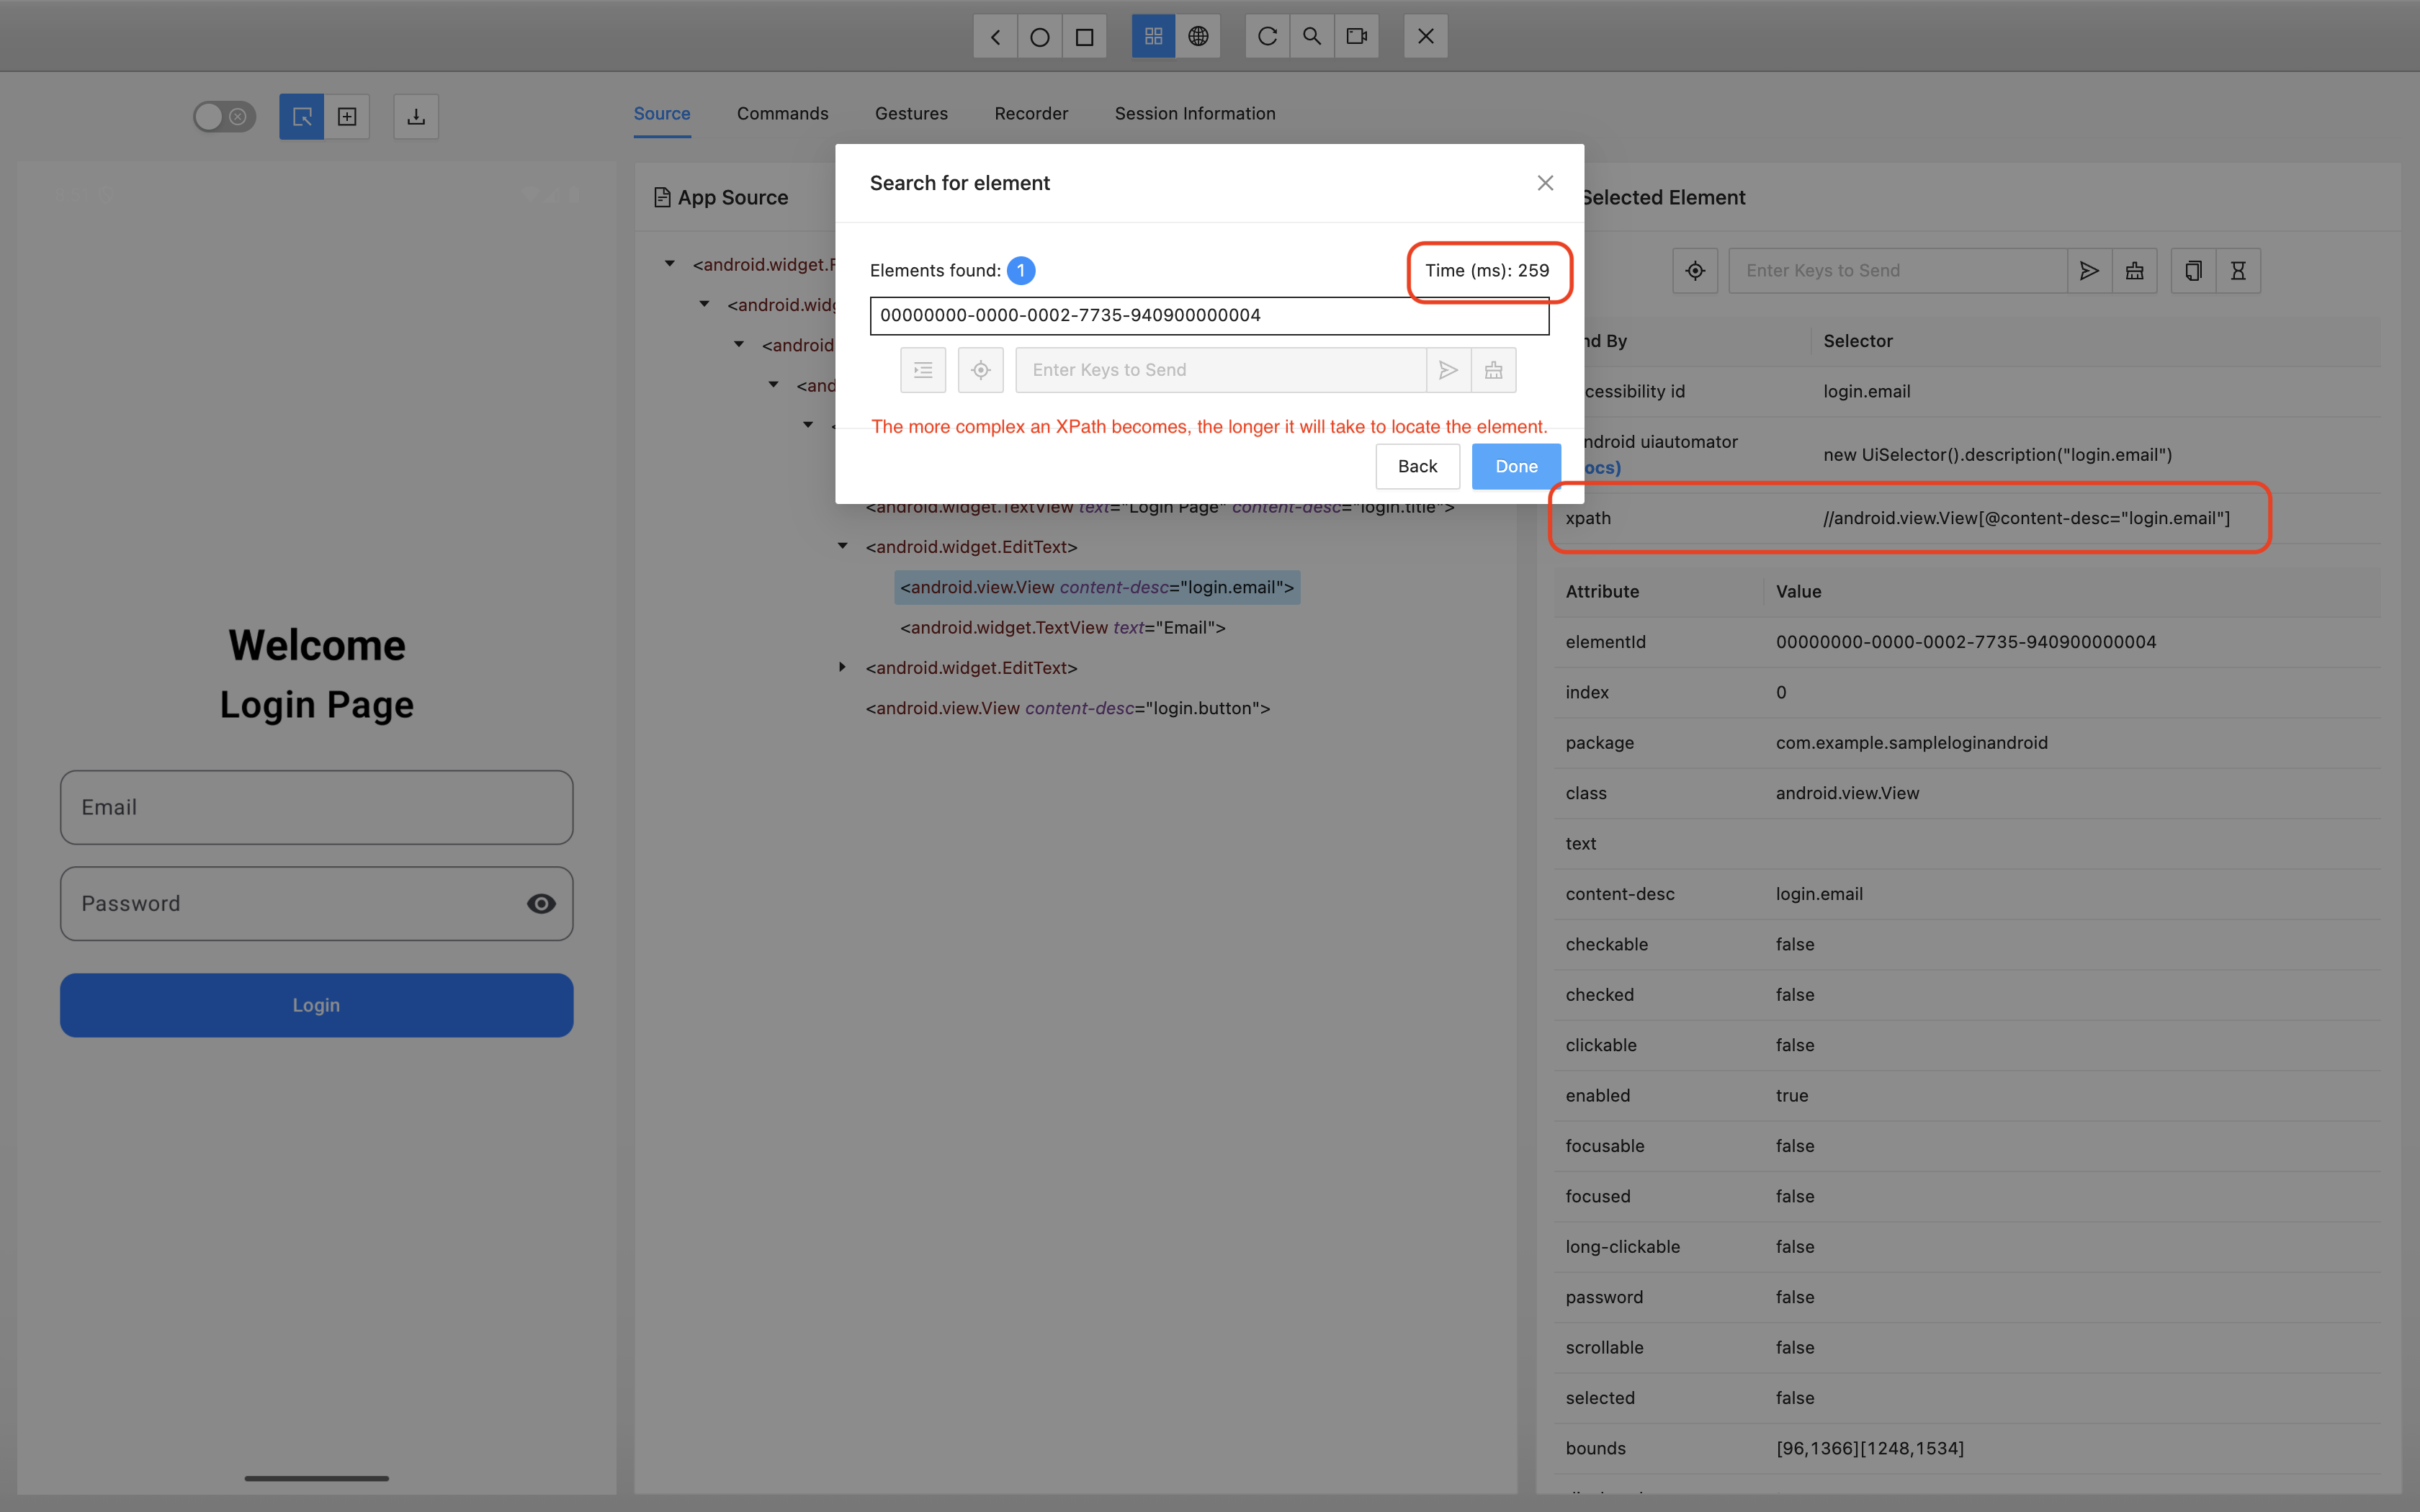 Source Commands Gestures Recorder Session Information
Welcome
Login Page
Email
Password
Login
App Source
<android.widget.
<android.wid
<android
<and
<
<android.widget.TextView text="Login Page" content-desc="login.title">
<android.widget.EditText>
<android.view.View content-desc="login.email">
<android.widget.TextView text="Email">
<android.widget.EditText>
<android.view.View content-desc="login.button">
Search for element
Elements found: 1 Time (ms): 259
00000000-0000-0002-7735-940900000004
Enter Keys to Send
The more complex an XPath becomes, the longer it will take to locate the element.
Back Done
Selected Element
Enter Keys to Send
nd By Selector
cessibility id login.email
ndroid uiautomator
ocs) new UiSelector().description("login.email")
xpath //android.view.View[@content-desc="login.email"]
Attribute Value
elementId 00000000-0000-0002-7735-940900000004
index 0
package com.example.sampleloginandroid
class android.view.View
text
content-desc login.email
checkable false
checked false
clickable false
enabled true
focusable false
focused false
long-clickable false
password false
scrollable false
selected false
bounds [96,1366][1248,1534]